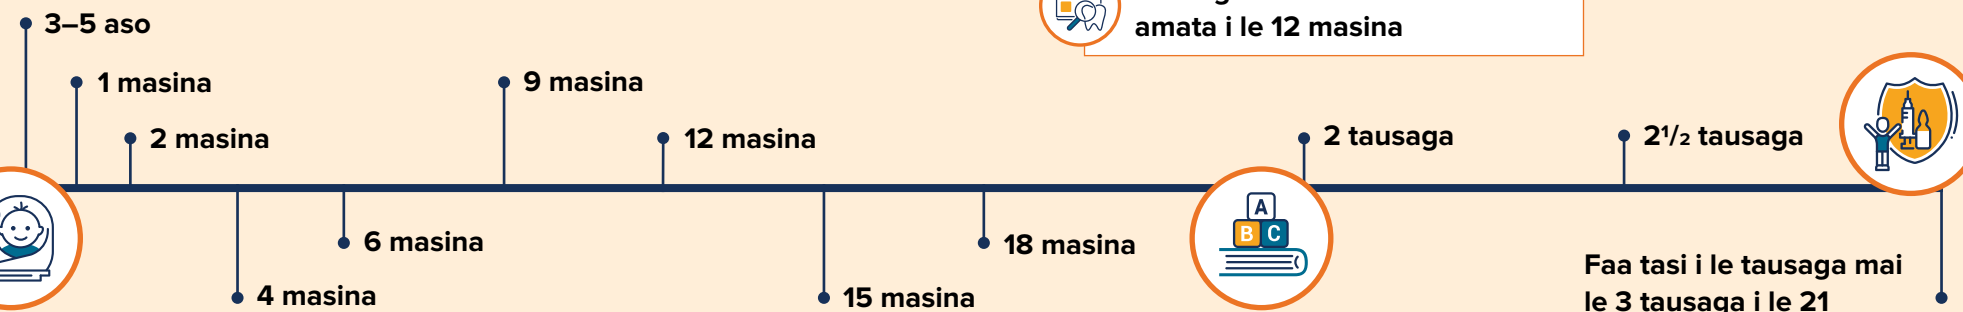 3–5 aso
amata i le 12 masina
1 masina
9 masina
2 masina
12 masina
2 tausaga
2¹/₂ tausaga
A
B C
6 masina
18 masina
4 masina
15 masina
Faa tasi i le tausaga mai
le 3 tausaga i le 21